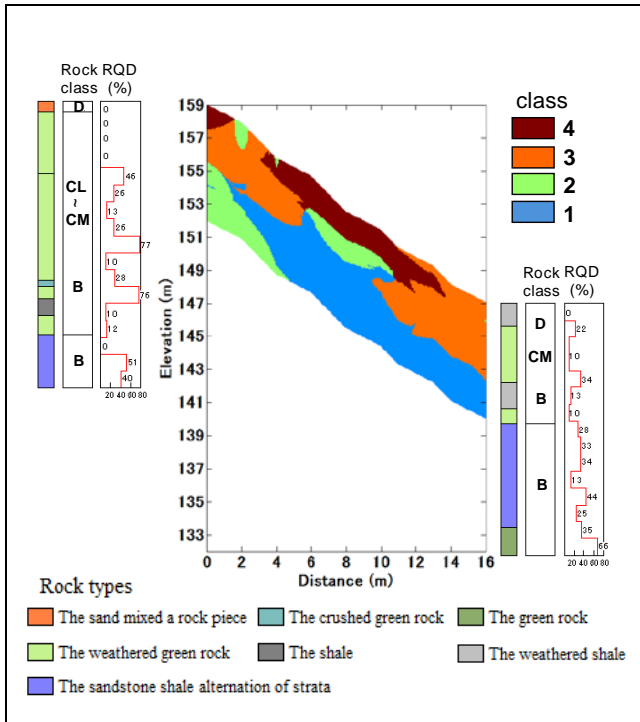 Rock RQD
class (%)
D
CL
~
CM
B
B
0
0
0
0
46
26
13
26
77
10
28
76
10
12
0
51
40
20 40 60 80
159
157
155
153
151
149
147
145
143
141
139
137
135
133
Elevation (m)
0 2 4 6 8 10 12 14 16
Distance (m)
class
4
3
2
1
Rock RQD
class (%)
D
CM
B
B
0
22
10
34
13
10
28
33
34
13
44
25
35
66
20 40 60 80
Rock types
The sand mixed a rock piece
The crushed green rock
The green rock
The weathered green rock
The shale
The weathered shale
The sandstone shale alternation of strata